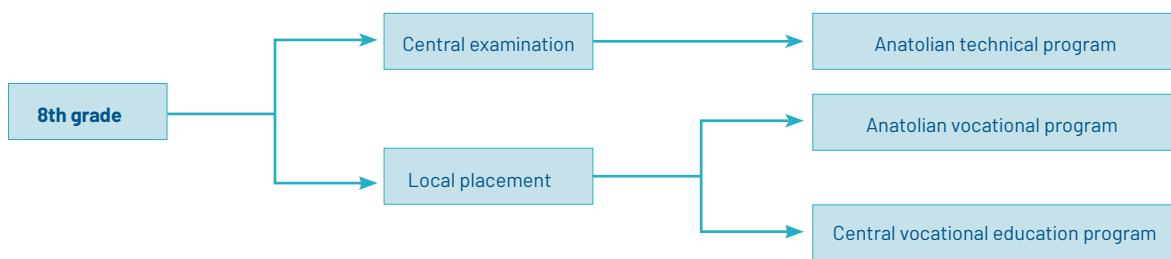 8th grade
Central examination
Local placement
Anatolian technical program
Anatolian vocational program
Central vocational education program